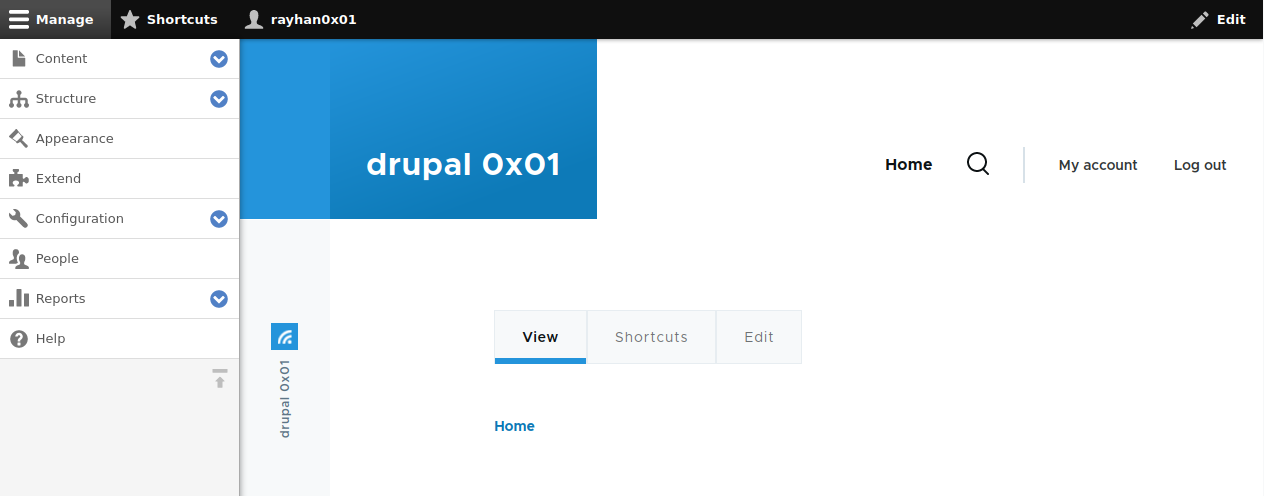 Manage Shortcuts rayhan0x01 Edit
Content
Structure
Appearance
Extend
Configuration
People
Reports
Help
drupal 0x01
Home My account Log out
View Shortcuts Edit
drupal 0x01
Home